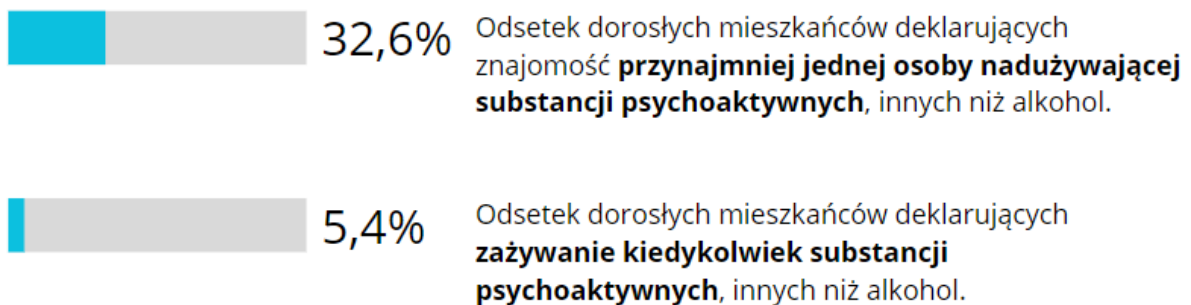 32,6%
Odsetek dorosłych mieszkańców deklarujących
znajomość przynajmniej jednej osoby nadużywającej
substancji psychoaktywnych, innych niż alkohol.
5,4%
Odsetek dorosłych mieszkańców deklarujących
zażywanie kiedykolwiek substancji
psychoaktywnych, innych niż alkohol.